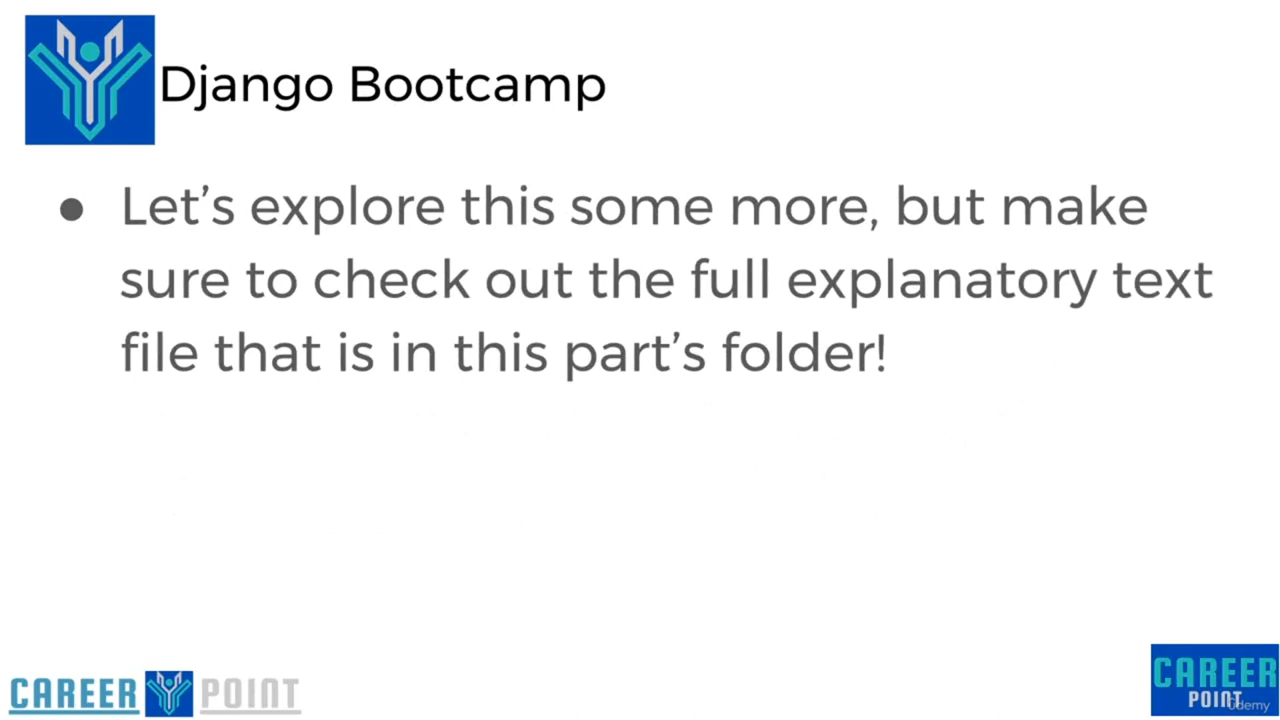 Django Bootcamp
● Let’s explore this some more, but make
sure to check out the full explanatory text
file that is in this part’s folder!
CAREER POINT
CAREER
POINT
ûdemy